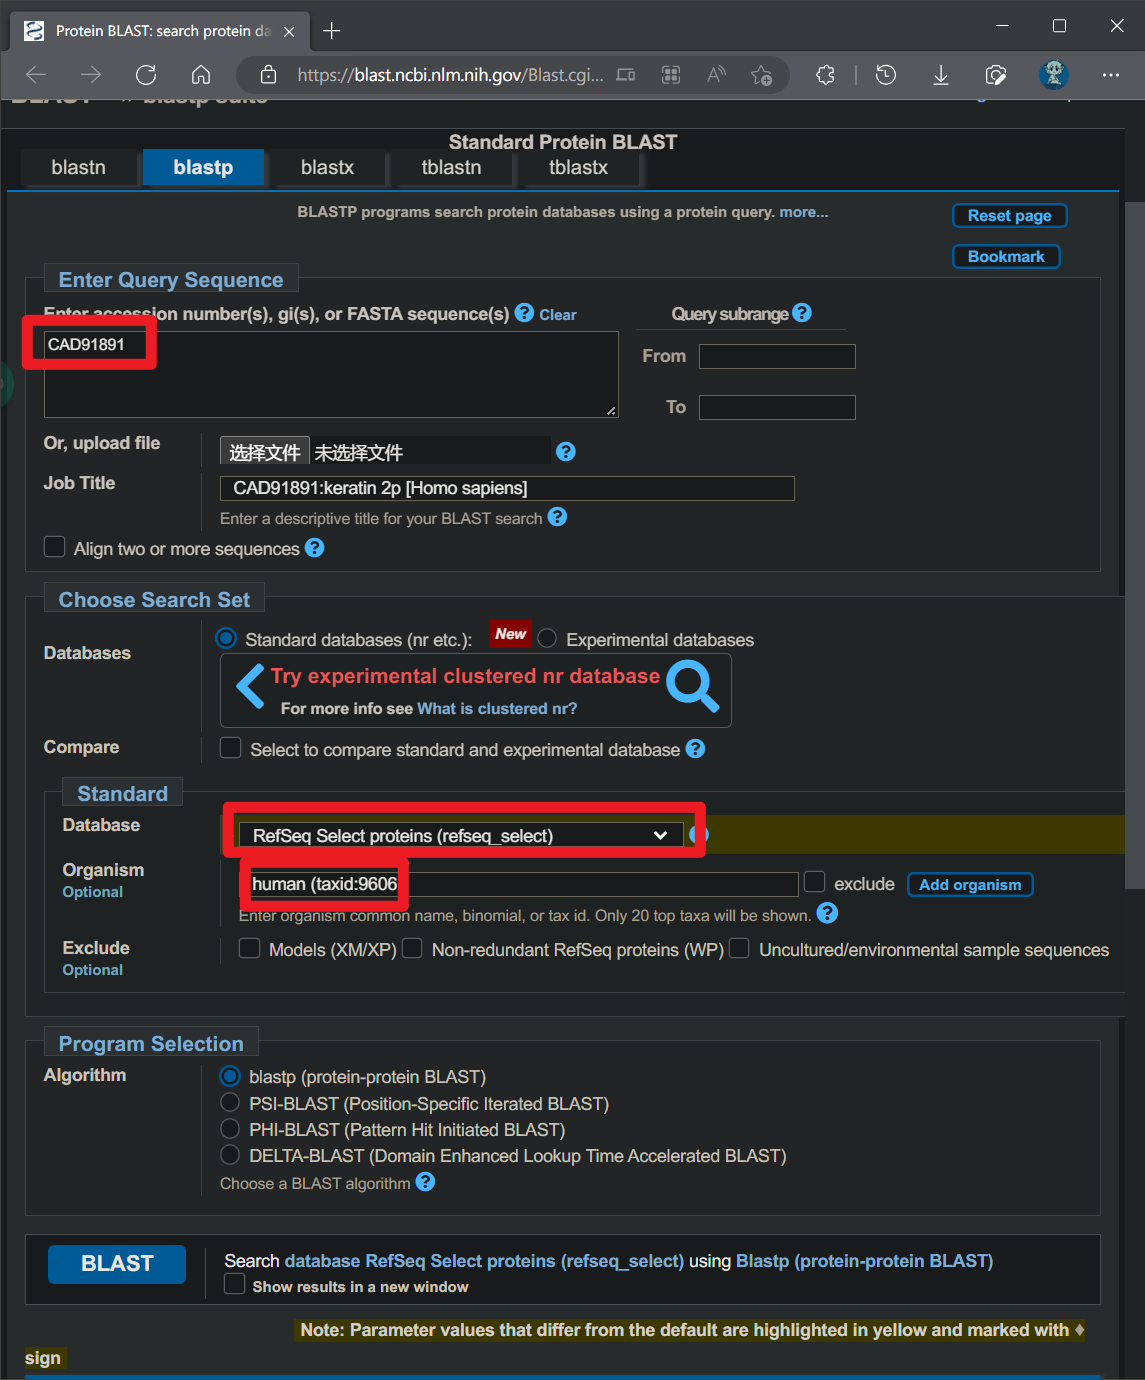 Protein BLAST: search protein da
https://blast.ncbi.nlm.nih.gov/Blast.cgi...
BLAST » blastp suite
Standard Protein BLAST
blastn blastp blastx tblastn tblastx
BLASTP programs search protein databases using a protein query. more...
Reset page
Bookmark
Enter Query Sequence
Enter accession number(s), gi(s), or FASTA sequence(s) ? Clear
Query subrange ?
CAD91891
From
To
Or, upload file
选择文件 未选择文件 ?
Job Title
CAD91891:keratin 2p [Homo sapiens]
Enter a descriptive title for your BLAST search ?
Align two or more sequences ?
Choose Search Set
Databases
Standard databases (nr etc.): New Experimental databases
Try experimental clustered nr database
For more info see What is clustered nr?
Compare
Select to compare standard and experimental database ?
Standard
Database
RefSeq Select proteins (refseq_select)
Organism
Optional
human (taxid:9606
exclude Add organism
Enter organism common name, binomial, or tax id. Only 20 top taxa will be shown. ?
Exclude
Optional
Models (XM/XP) Non-redundant RefSeq proteins (WP) Uncultured/environmental sample sequences
Program Selection
Algorithm
blastp (protein-protein BLAST)
PSI-BLAST (Position-Specific Iterated BLAST)
PHI-BLAST (Pattern Hit Initiated BLAST)
DELTA-BLAST (Domain Enhanced Lookup Time Accelerated BLAST)
Choose a BLAST algorithm ?
BLAST
Search database RefSeq Select proteins (refseq_select) using Blastp (protein-protein BLAST)
Show results in a new window
Note: Parameter values that differ from the default are highlighted in yellow and marked with ♦
sign